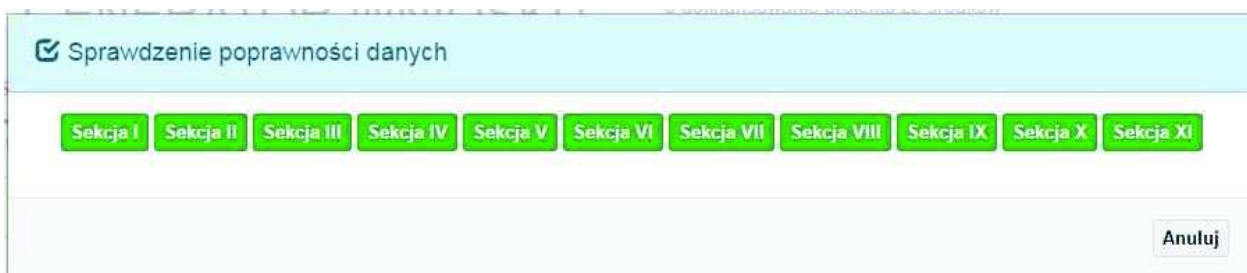 Sprawdzenie poprawności danych
Sekcja I Sekcja II Sekcja III Sekcja IV Sekcja V Sekcja VI Sekcja VII Sekcja VIII Sekcja IX Sekcja X Sekcja XI
Anuluj